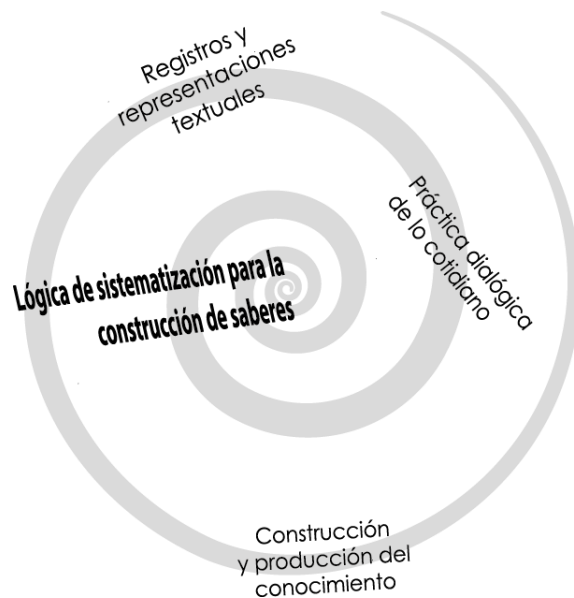 Registros y
representaciones
textuales
Práctica dialógica
de lo cotidiano
Lógica de sistematización para la
construcción de saberes
Construcción
y producción del
conocimiento